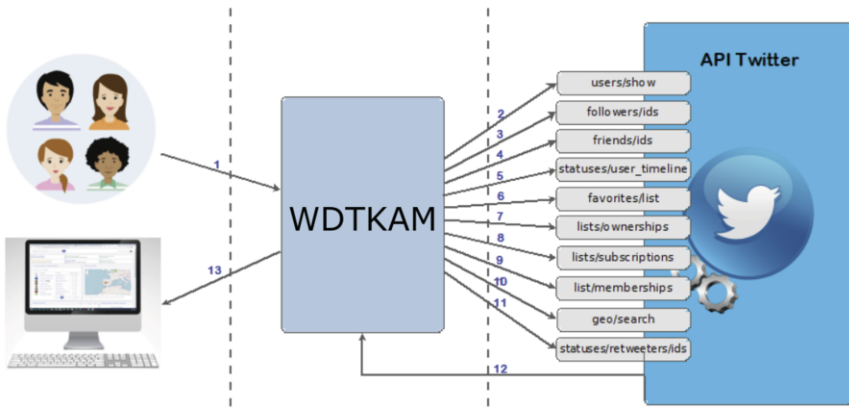 API Twitter
users/show
followers/ids
friends/ids
statuses/user_timeline
favorites/list
lists/ownerships
lists/subscriptions
list/memberships
geo/search
statuses/retweeters/ids
WDTKAM
1
2
3
4
5
6
7
8
9
10
11
12
13